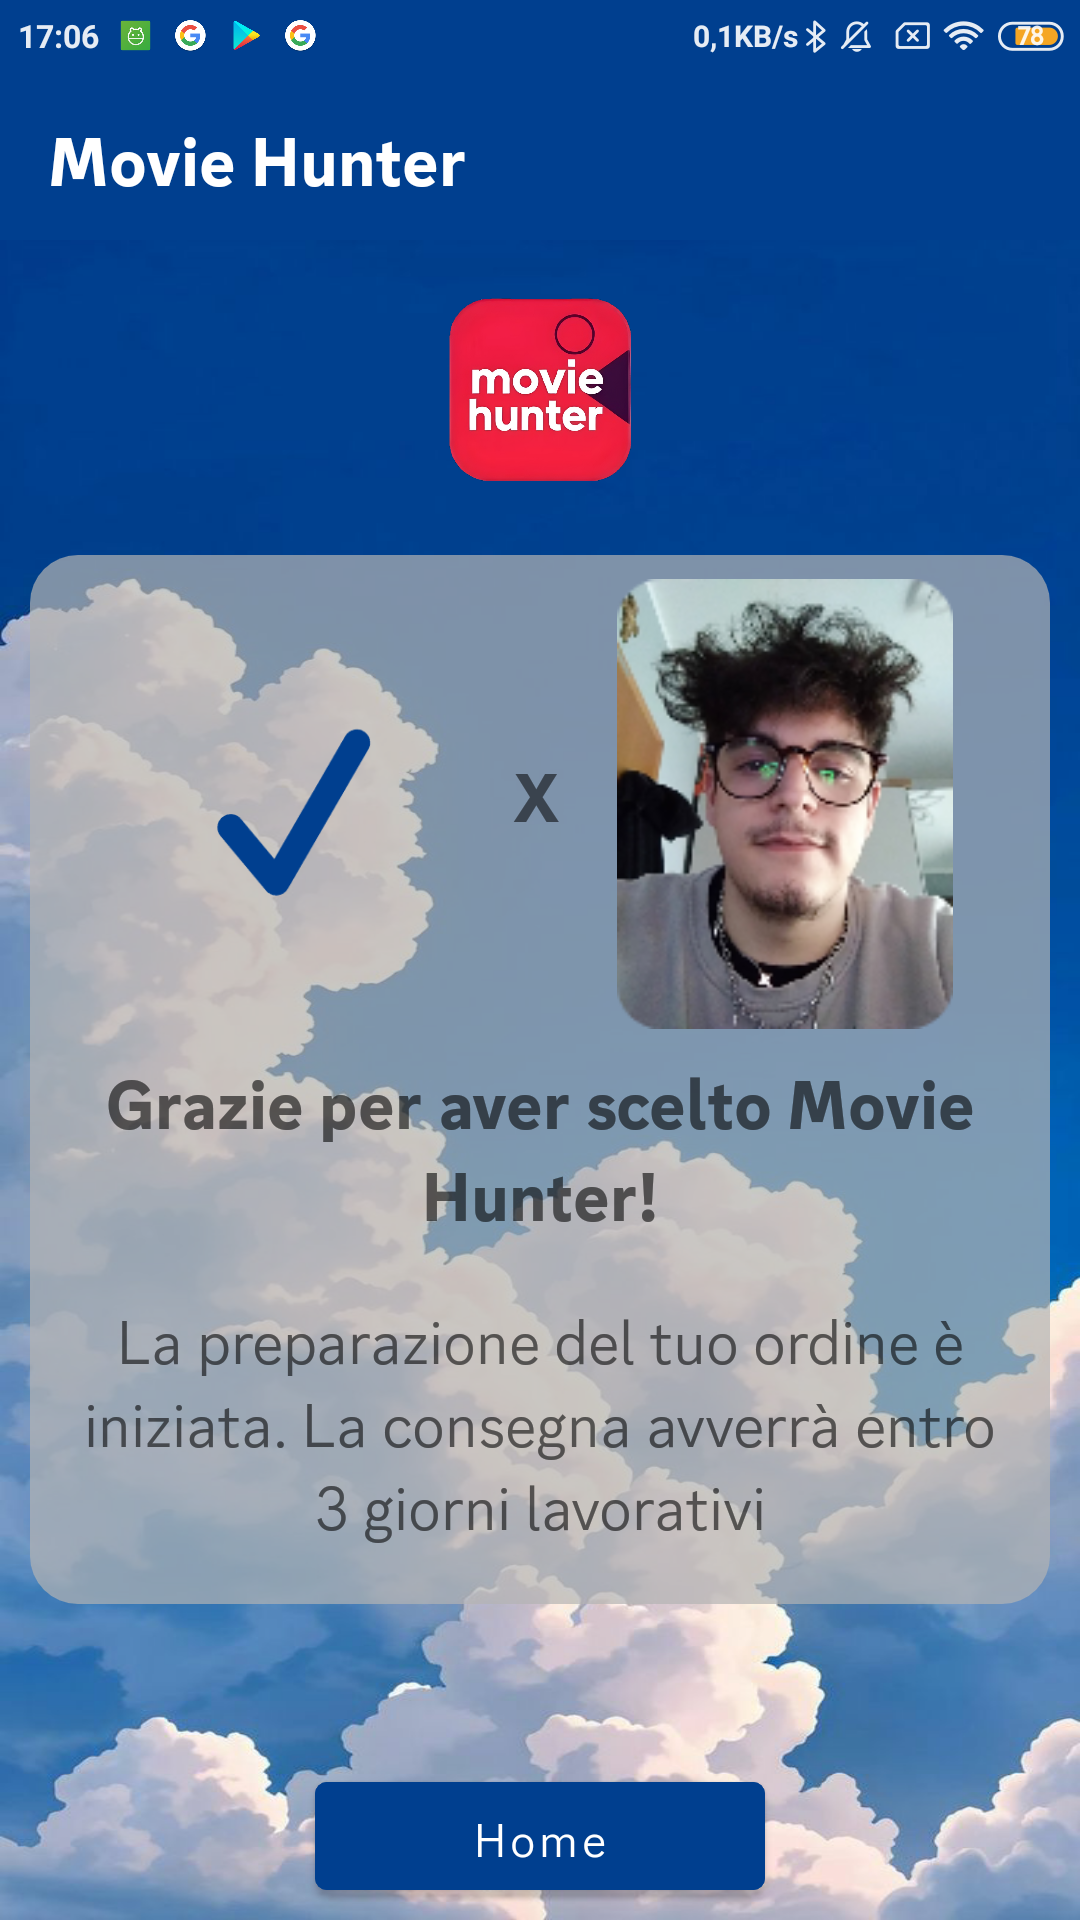 17:06
0,1KB/s
78
Movie Hunter
movie
hunter
X
Grazie per aver scelto Movie
Hunter!
La preparazione del tuo ordine è
iniziata. La consegna avverrà entro
3 giorni lavorativi
Home